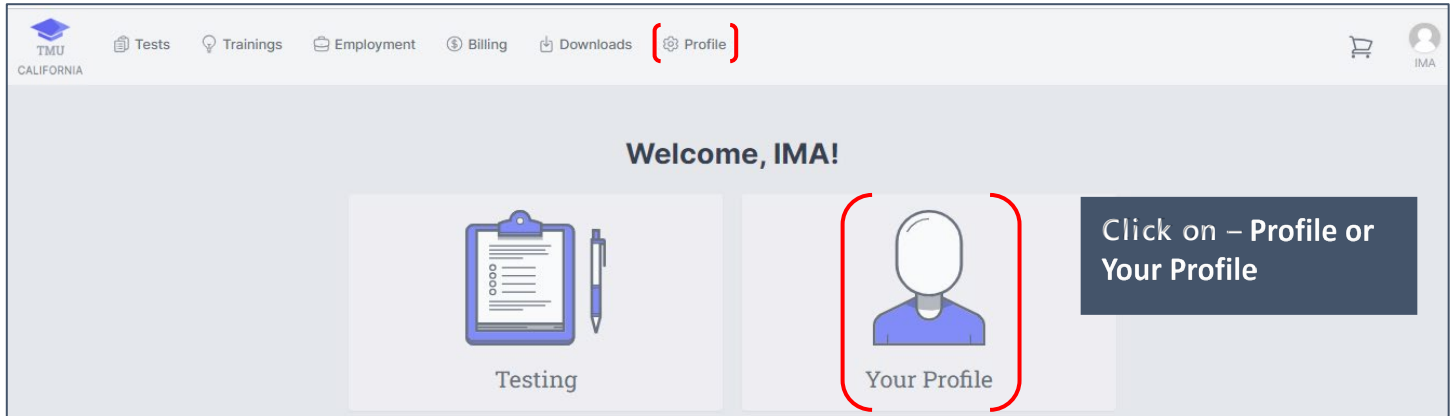 TMU
CALIFORNIA
Tests
Trainings
Employment
Billing
Downloads
Profile
IMA
Welcome, IMA!
Testing
Your Profile
Click on – Profile or
Your Profile